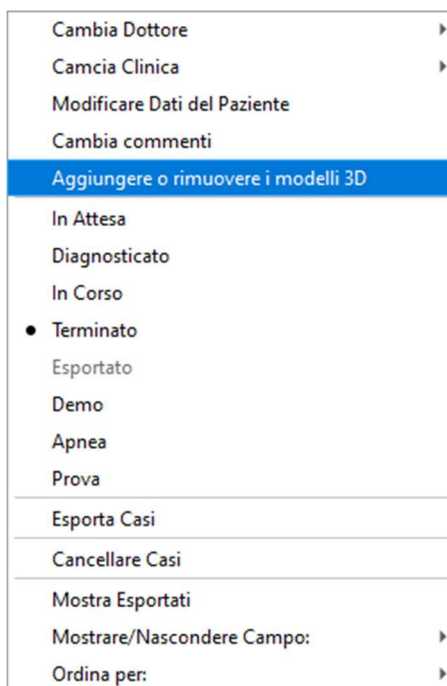 Cambia Dottore
Camcia Clinica
Modificare Dati del Paziente
Cambia commenti
Aggiungere o rimuovere i modelli 3D
In Attesa
Diagnosticato
In Corso
Terminato
Esportato
Demo
Apnea
Prova
Esporta Casi
Cancellare Casi
Mostra Esportati
Mostrare/Nascondere Campo:
Ordina per: